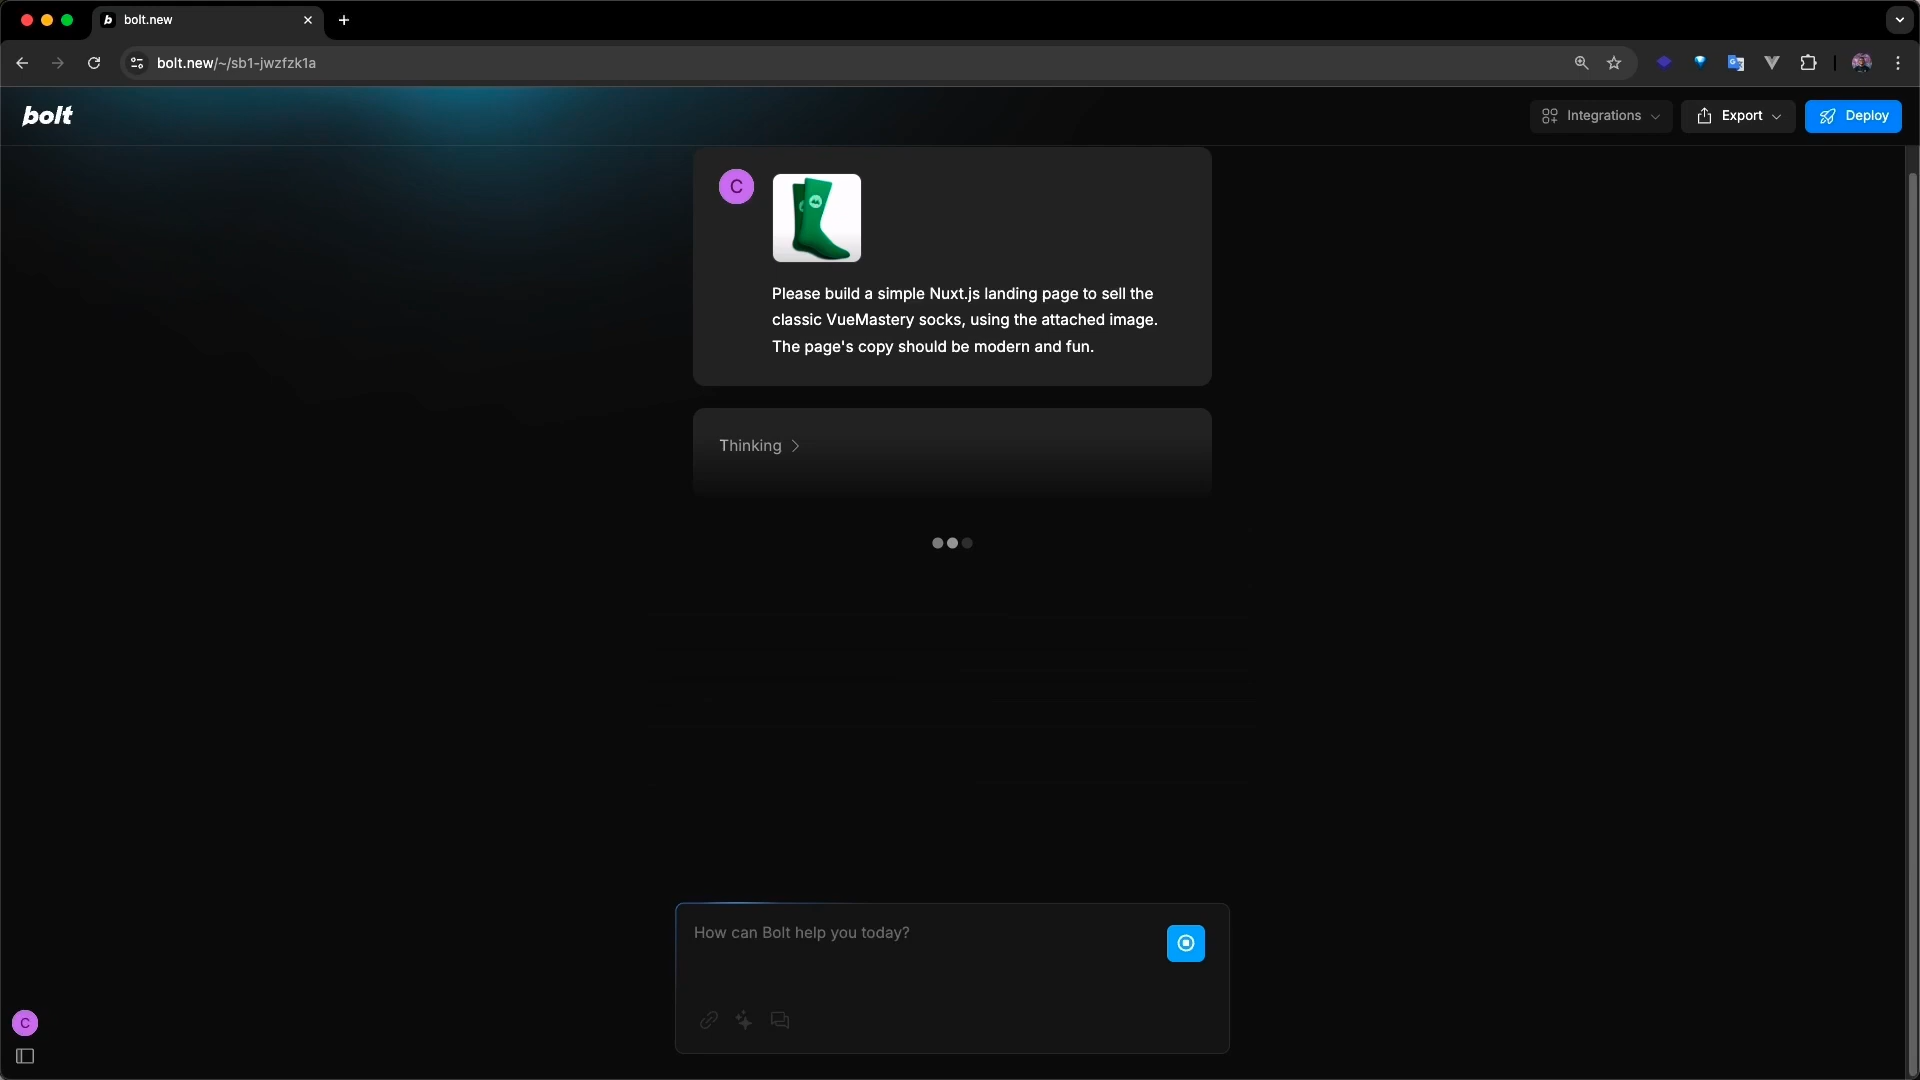 bolt.new
bolt.new/~/sb1-jwzfzk1a
bolt
Integrations
Export
Deploy
C
Please build a simple Nuxt.js landing page to sell the
classic VueMastery socks, using the attached image.
The page's copy should be modern and fun.
Thinking
How can Bolt help you today?
C